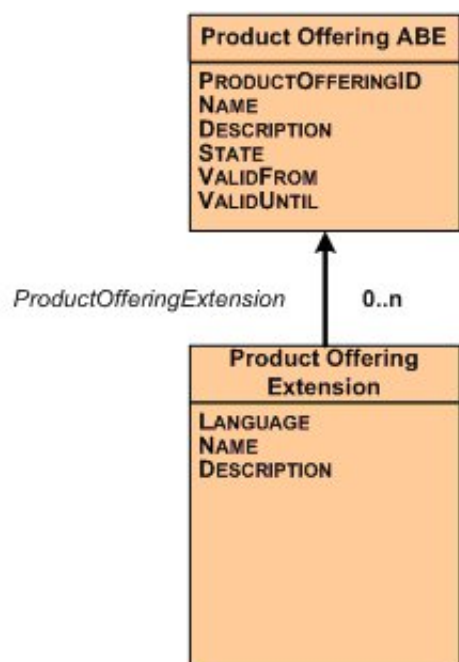 Product Offering ABE
PRODUCTOFFERINGID
NAME
DESCRIPTION
STATE
VALIDFROM
VALIDUNTIL
ProductOfferingExtension 0..n
Product Offering
Extension
LANGUAGE
NAME
DESCRIPTION